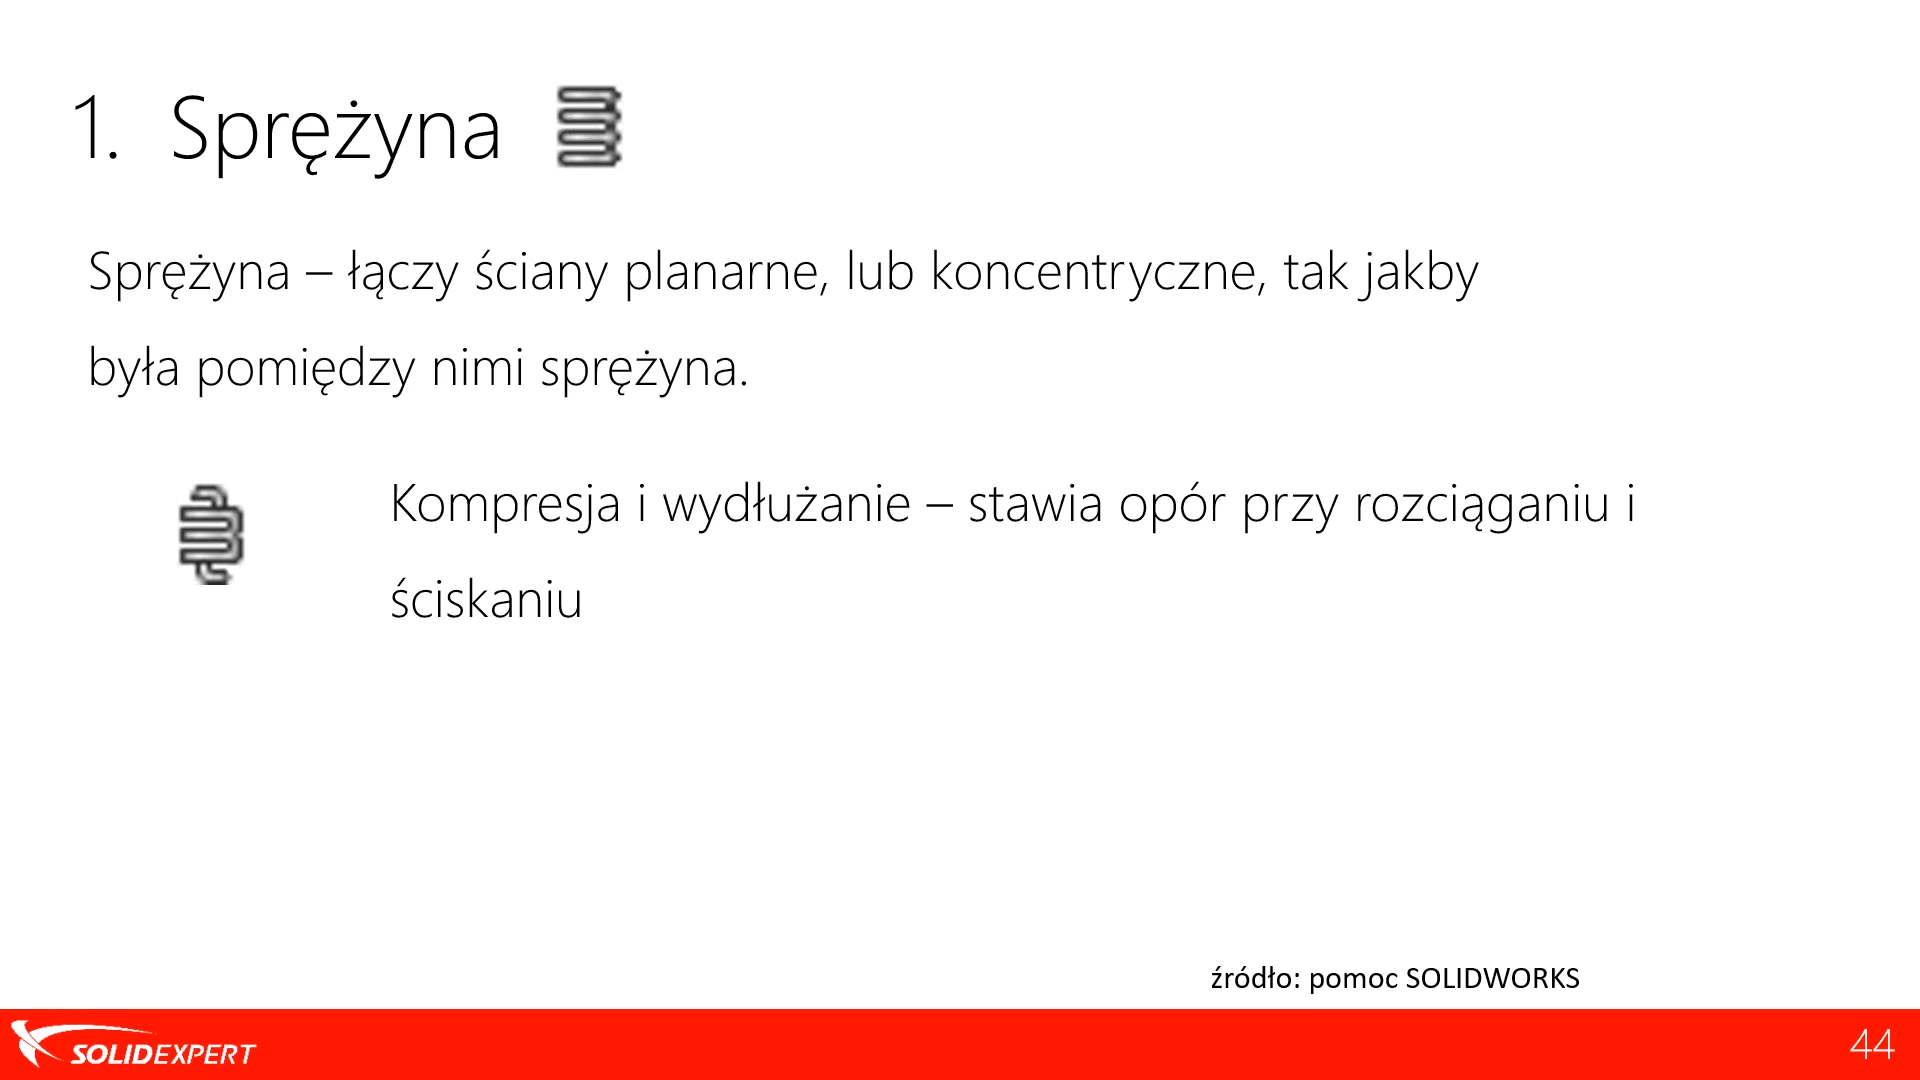 1. Sprężyna
Sprężyna – łączy ściany planarne, lub koncentryczne, tak jakby
była pomiędzy nimi sprężyna.
Kompresja i wydłużanie – stawia opór przy rozciąganiu i
ściskaniu
źródło: pomoc SOLIDWORKS
SOLIDEXPERT
44